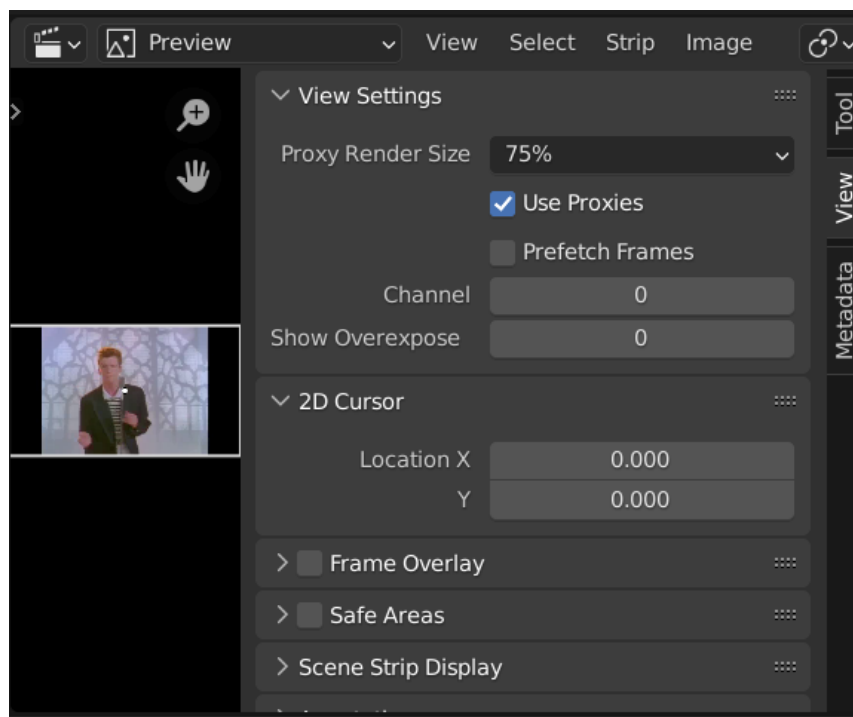 Preview View Select Strip Image
View Settings
Tool
Proxy Render Size 75%
View
Use Proxies
Prefetch Frames
Metadata
Channel 0
Show Overexpose 0
2D Cursor
Location X 0.000
Y 0.000
Frame Overlay
Safe Areas
Scene Strip Display